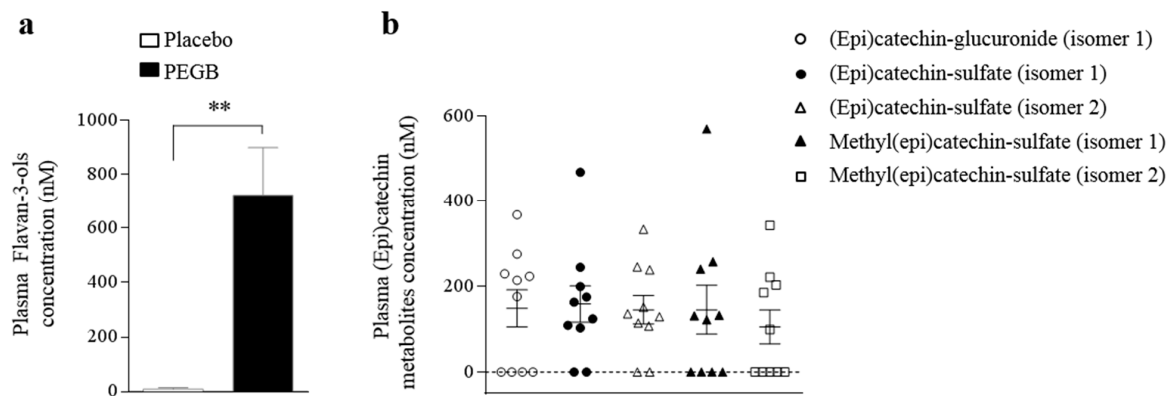 a
Placebo
PEGB
**
1000
800
600
400
200
0
Plasma Flavan-3-ols
concentration (nM)
b
600
400
200
0
Plasma (Epi)catechin
metabolites concentration (nM)
(Epi)catechin-glucuronide (isomer 1)
(Epi)catechin-sulfate (isomer 1)
(Epi)catechin-sulfate (isomer 2)
Methyl(epi)catechin-sulfate (isomer 1)
Methyl(epi)catechin-sulfate (isomer 2)